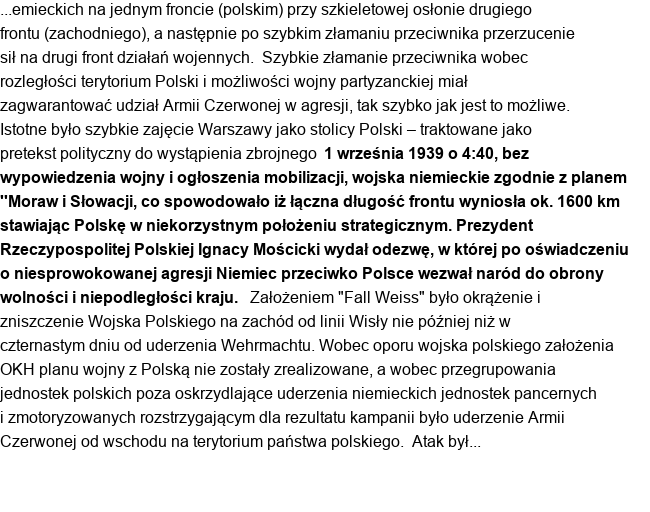 ...emieckich na jednym froncie (polskim) przy szkieletowej osłonie drugiego
frontu (zachodniego), a następnie po szybkim złamaniu przeciwnika przerzucenie
sił na drugi front działań wojennych.  Szybkie złamanie przeciwnika wobec
rozległości terytorium Polski i możliwości wojny partyzanckiej miał
zagwarantować udział Armii Czerwonej w agresji, tak szybko jak jest to możliwe.
Istotne było szybkie zajęcie Warszawy jako stolicy Polski – traktowane jako
pretekst polityczny do wystąpienia zbrojnego  1 września 1939 o 4:40, bez
wypowiedzenia wojny i ogłoszenia mobilizacji, wojska niemieckie zgodnie z planem
"Moraw i Słowacji, co spowodowało iż łączna długość frontu wyniosła ok. 1600 km
stawiając Polskę w niekorzystnym położeniu strategicznym. Prezydent
Rzeczypospolitej Polskiej Ignacy Mościcki wydał odezwę, w której po oświadczeniu
o niesprowokowanej agresji Niemiec przeciwko Polsce wezwał naród do obrony
wolności i niepodległości kraju.   Założeniem "Fall Weiss" było okrążenie i
zniszczenie Wojska Polskiego na zachód od linii Wisły nie później niż w
czternastym dniu od uderzenia Wehrmachtu. Wobec oporu wojska polskiego założenia
OKH planu wojny z Polską nie zostały zrealizowane, a wobec przegrupowania
jednostek polskich poza oskrzydlające uderzenia niemieckich jednostek pancernych
i zmotoryzowanych rozstrzygającym dla rezultatu kampanii było uderzenie Armii
Czerwonej od wschodu na terytorium państwa polskiego.  Atak był...